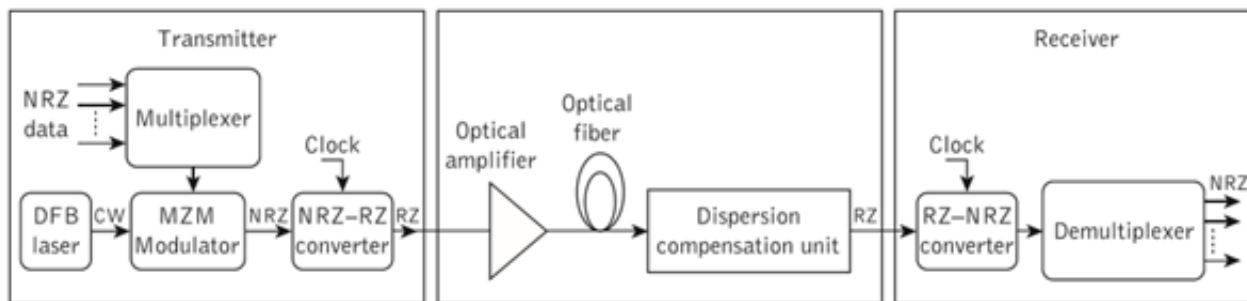 Transmitter
NRZ
data
Multiplexer
Clock
DFB
laser
CW
MZM
Modulator
NRZ
NRZ–RZ
converter
RZ
Optical
amplifier
Optical
fiber
Dispersion
compensation unit
RZ
Receiver
Clock
RZ–NRZ
converter
Demultiplexer
NRZ